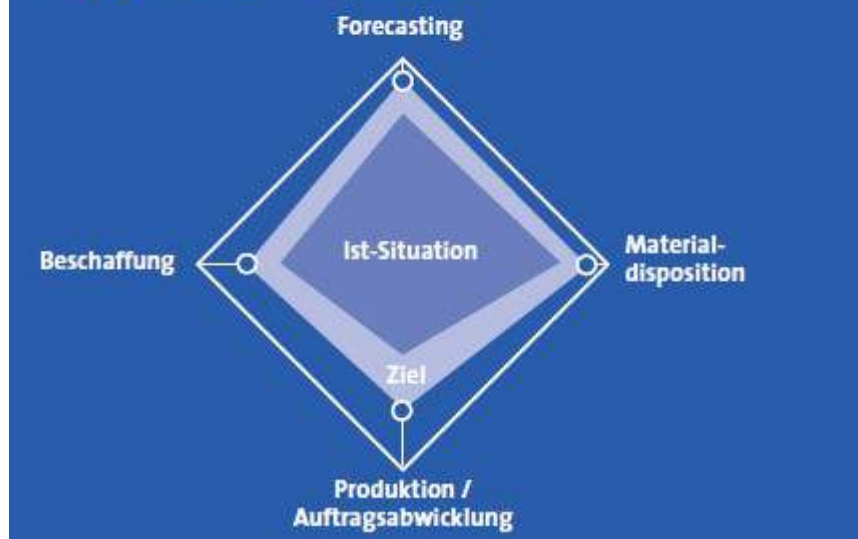 Forecasting
Ist-Situation
Beschaffung
Material-
disposition
Ziel
Produktion /
Auftragsabwicklung